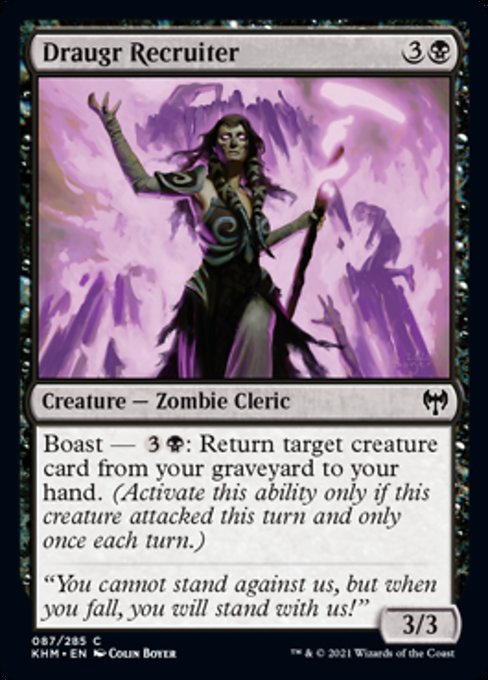 Draugr Recruiter 3
Creature — Zombie Cleric
Boast — 3: Return target creature
card from your graveyard to your
hand. (Activate this ability only if this
creature attacked this turn and only
once each turn.)
“You cannot stand against us, but when
you fall, you will stand with us!”
3/3
087/285 C
KHM • EN Colin Boyer
™ & © 2021 Wizards of the Coast